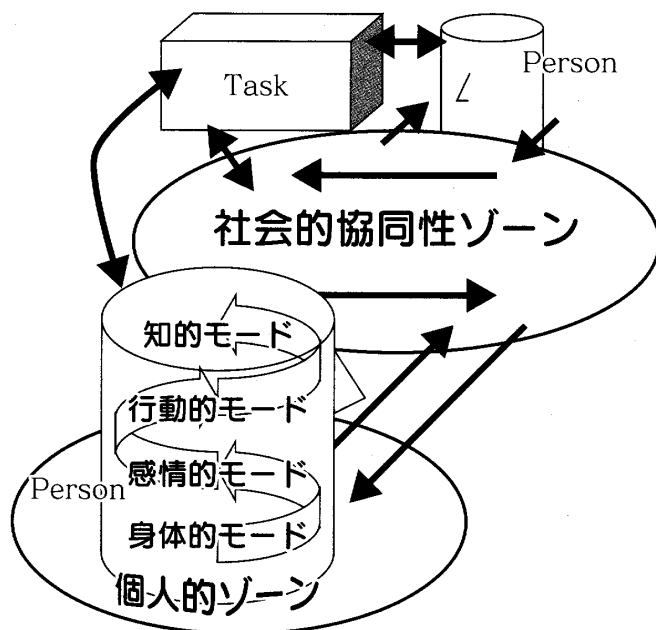 Task
Person
社会的協同性ゾーン
知的モード
行動的モード
感情的モード
Person
身体的モード
個人的ゾーン